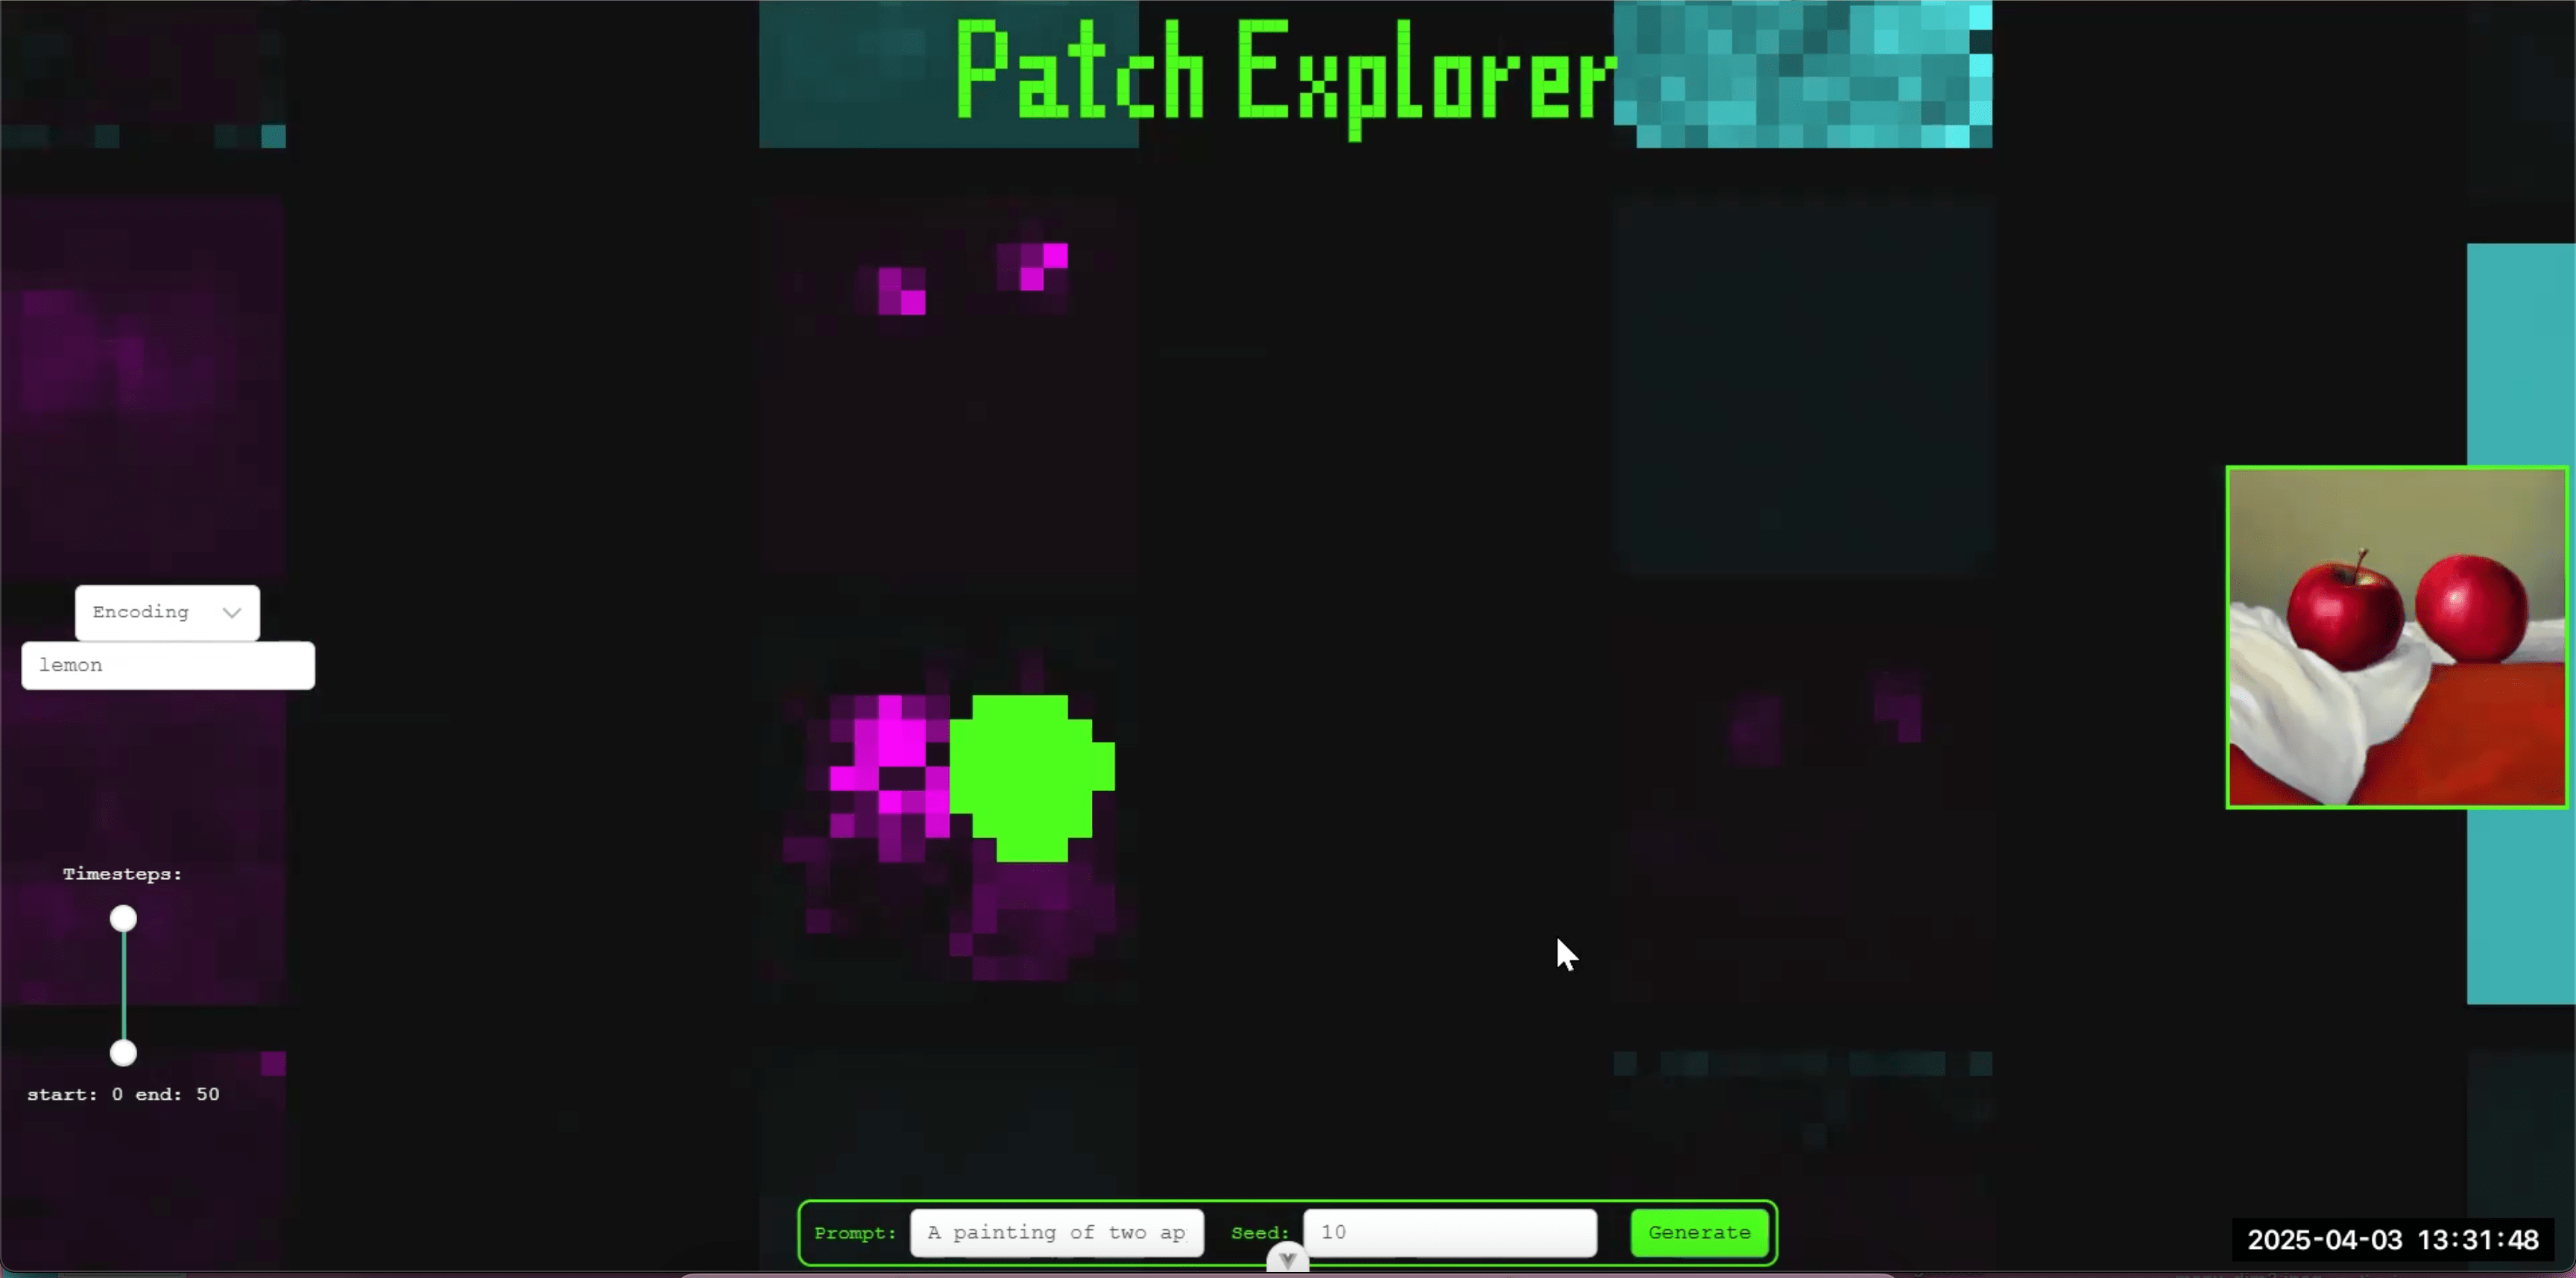 Patch Explorer
Encoding
lemon
Timesteps:
start: 0 end: 50
Prompt: A painting of two ap Seed: 10 Generate
2025-04-03 13:31:48